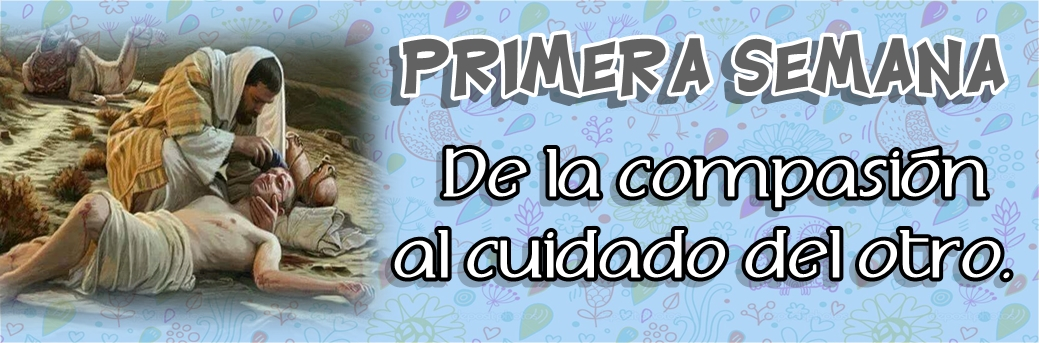 PRIMERA SEMANA
De la compasión
al cuidado del otro.